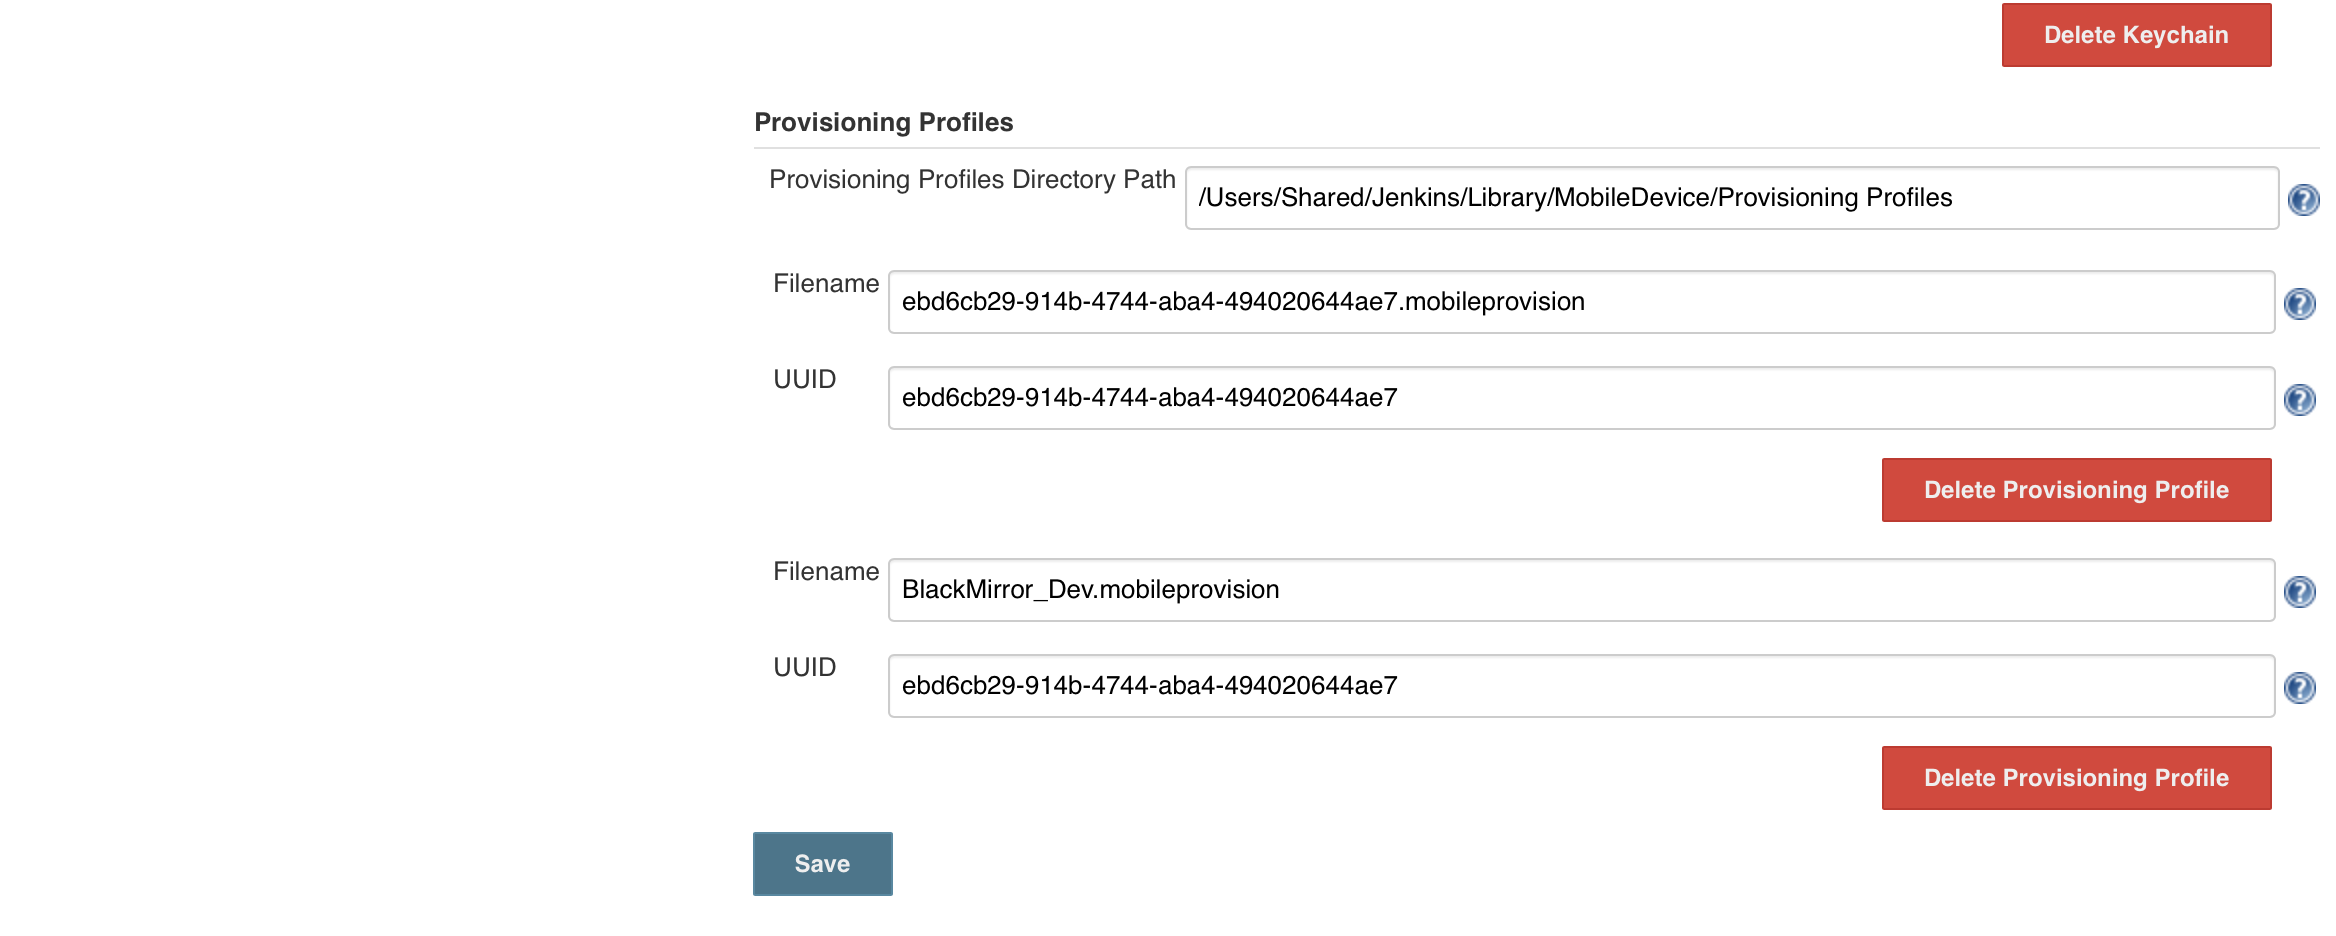 Delete Keychain
Provisioning Profiles
Provisioning Profiles Directory Path /Users/Shared/Jenkins/Library/MobileDevice/Provisioning Profiles
Filename ebd6cb29-914b-4744-aba4-494020644ae7.mobileprovision
UUID ebd6cb29-914b-4744-aba4-494020644ae7
Delete Provisioning Profile
Filename BlackMirror_Dev.mobileprovision
UUID ebd6cb29-914b-4744-aba4-494020644ae7
Delete Provisioning Profile
Save